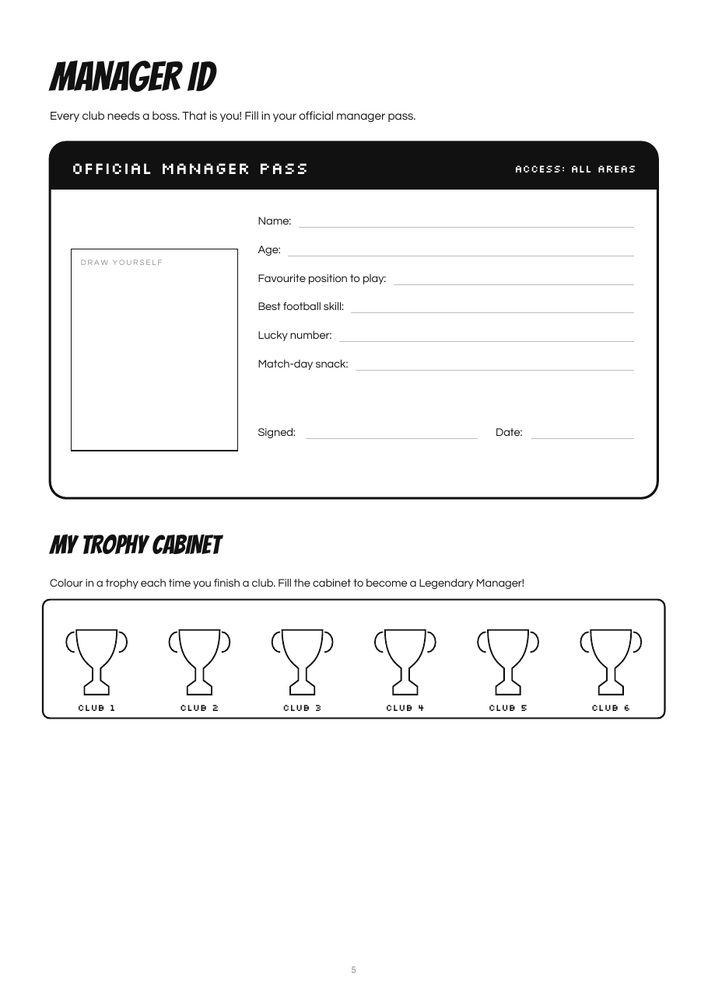 MANAGER ID
Every club needs a boss. That is you! Fill in your official manager pass.
OFFICIAL MANAGER PASS
ACCESS: ALL AREAS
DRAW YOURSELF
Name:
Age:
Favourite position to play:
Best football skill:
Lucky number:
Match-day snack:
Signed: Date:
MY TROPHY CABINET
Colour in a trophy each time you finish a club. Fill the cabinet to become a Legendary Manager!
CLUB 1 CLUB 2 CLUB 3 CLUB 4 CLUB 5 CLUB 6
5